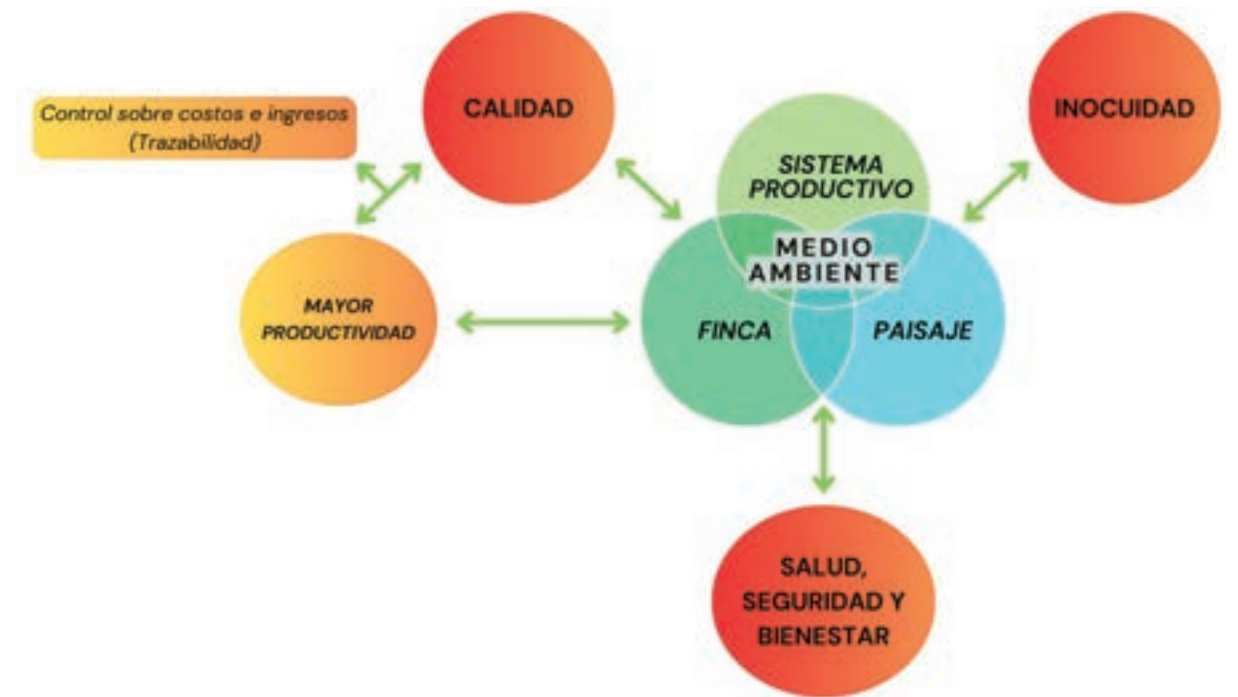 Control sobre costos e ingresos
(Trazabilidad)
CALIDAD
INOCUIDAD
SISTEMA
PRODUCTIVO
MEDIO
AMBIENTE
MAYOR
PRODUCTIVIDAD
FINCA
PAISAJE
SALUD,
SEGURIDAD Y
BIENESTAR